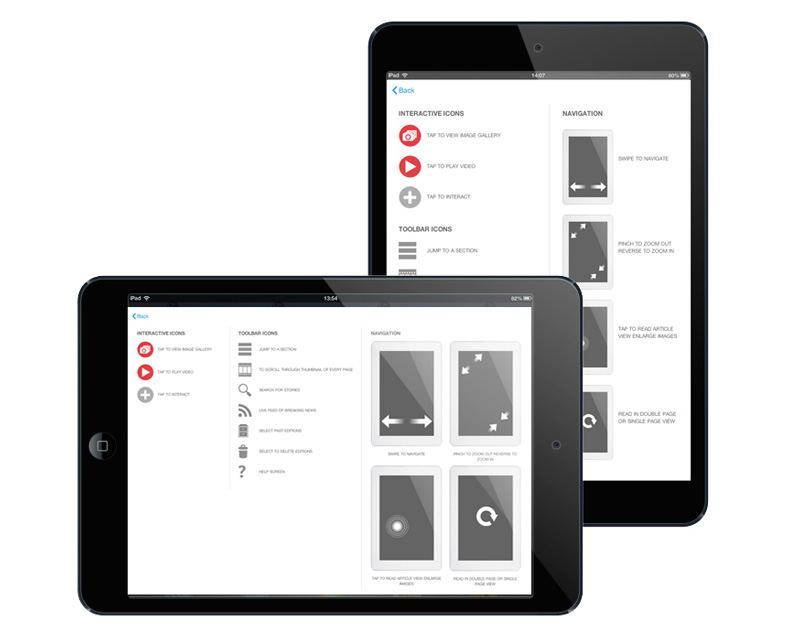 iPad 14:07 80%
Back
INTERACTIVE ICONS
TAP TO VIEW IMAGE GALLERY
TAP TO PLAY VIDEO
TAP TO INTERACT
TOOLBAR ICONS
JUMP TO A SECTION
NAVIGATION
SWIPE TO NAVIGATE
PINCH TO ZOOM OUT
REVERSE TO ZOOM IN
TAP TO READ ARTICLE
VIEW ENLARGE IMAGES
READ IN DOUBLE PAGE
OR SINGLE PAGE VIEW
iPad 13:54 82%
Back
INTERACTIVE ICONS
TAP TO VIEW IMAGE GALLERY
TAP TO PLAY VIDEO
TAP TO INTERACT
TOOLBAR ICONS
JUMP TO A SECTION
TO SCROLL THROUGH THUMBNAIL OF EVERY PAGE
SEARCH FOR STORIES
LIVE FEED OF BREAKING NEWS
SELECT PAST EDITIONS
SELECT TO DELETE EDITIONS
?
HELP SCREEN
NAVIGATION
SWIPE TO NAVIGATE
PINCH TO ZOOM OUT REVERSE TO
ZOOM IN
TAP TO READ ARTICLE VIEW ENLARGE
IMAGES
READ IN DOUBLE PAGE OR SINGLE
PAGE VIEW